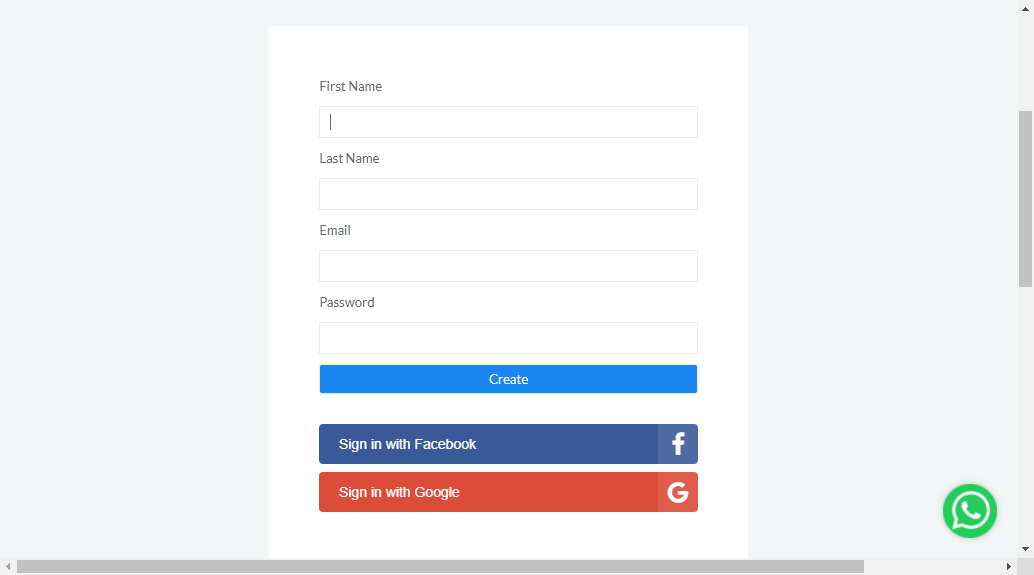 First Name
Last Name
Email
Password
Create
Sign in with Facebook
Sign in with Google